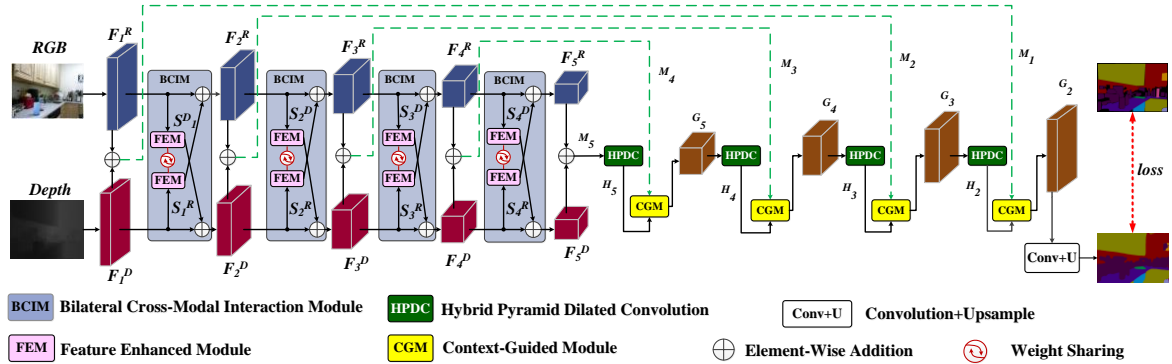 RGB
F₁ᴿ
F₂ᴿ
F₃ᴿ
F₄ᴿ
F₅ᴿ
BCIM
BCIM
BCIM
BCIM
M₄
M₃
M₂
M₁
S₁ᴰ
S₂ᴰ
S₃ᴰ
S₄ᴰ
G₅
G₄
G₃
G₂
FEM
FEM
FEM
FEM
M₅
HPDC
HPDC
HPDC
HPDC
loss
FEM
FEM
FEM
FEM
H₅
H₄
H₃
H₂
Depth
S₁ᴿ
S₂ᴿ
S₃ᴿ
S₄ᴿ
CGM
CGM
CGM
CGM
F₁ᴰ
F₂ᴰ
F₃ᴰ
F₄ᴰ
F₅ᴰ
Conv+U
BCIM Bilateral Cross-Modal Interaction Module
HPDC Hybrid Pyramid Dilated Convolution
Conv+U Convolution+Upsample
FEM Feature Enhanced Module
CGM Context-Guided Module
Element-Wise Addition
Weight Sharing